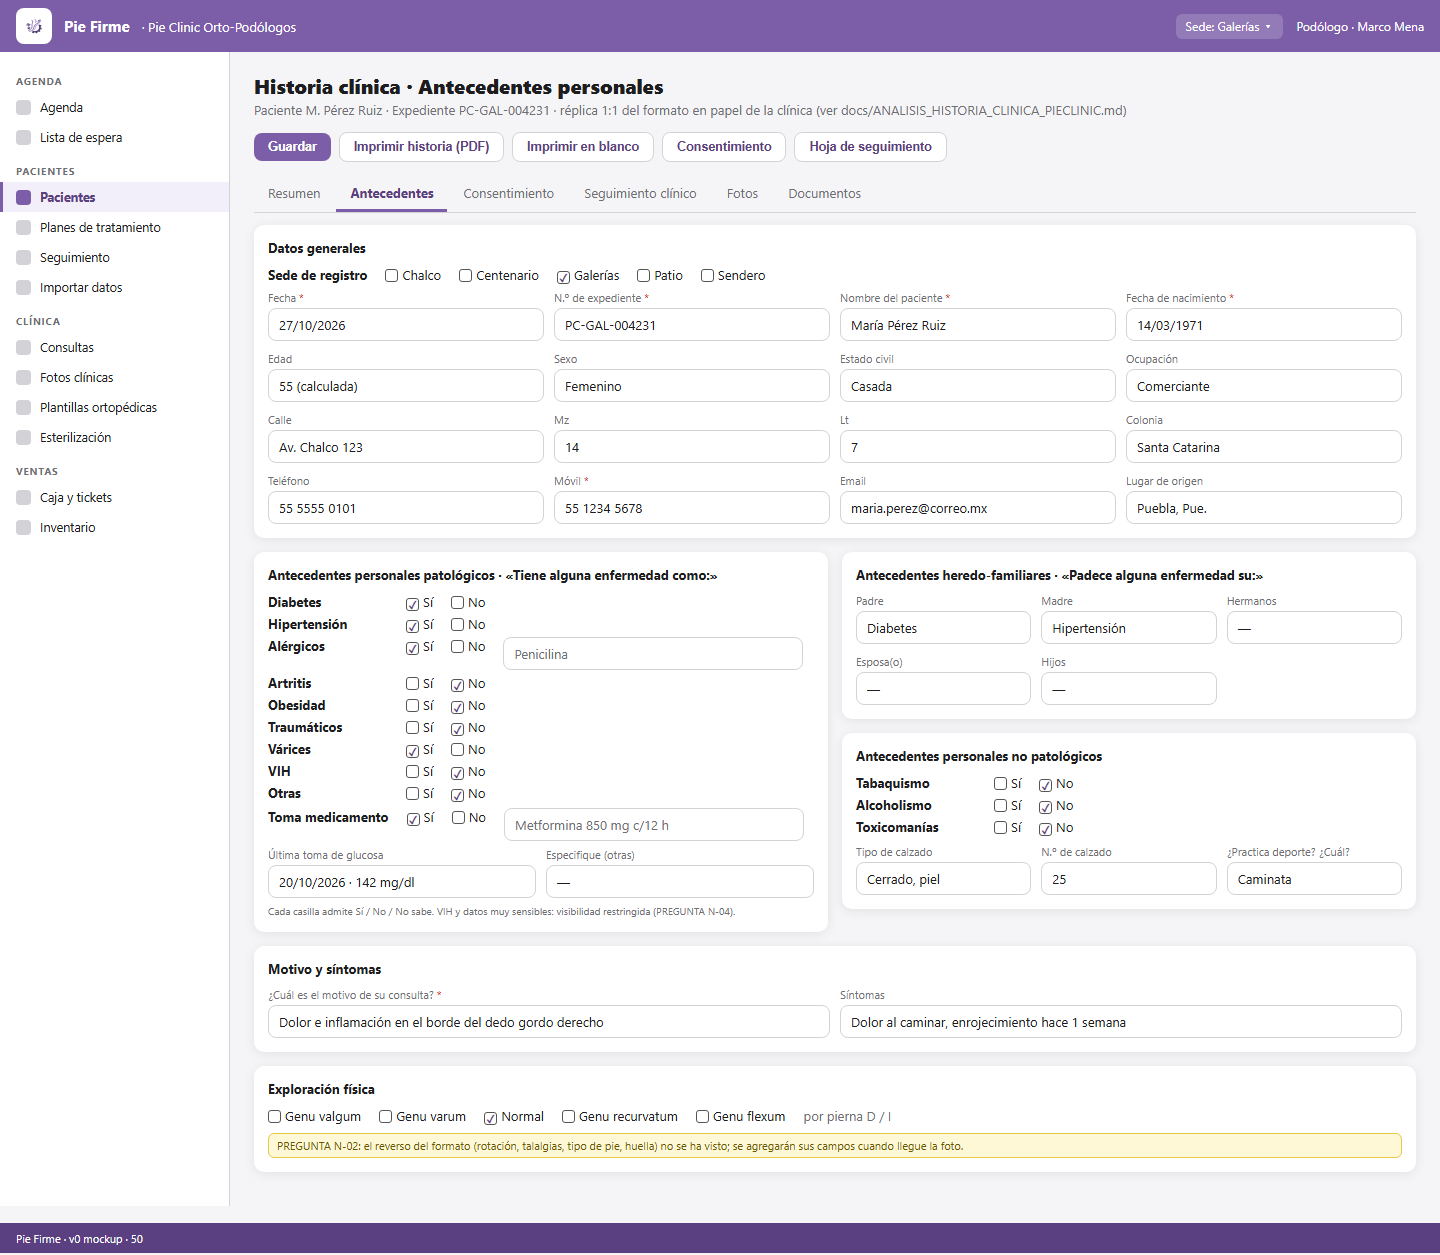 Pie Firme · Pie Clinic Orto-Podólogos
Sede: Galerías
Podólogo · Marco Mena
AGENDA
Agenda
Lista de espera
PACIENTES
Pacientes
Planes de tratamiento
Seguimiento
Importar datos
CLÍNICA
Consultas
Fotos clínicas
Plantillas ortopédicas
Esterilización
VENTAS
Caja y tickets
Inventario
Historia clínica · Antecedentes personales
Paciente M. Pérez Ruiz · Expediente PC-GAL-004231 · réplica 1:1 del formato en papel de la clínica (ver docs/ANALISIS_HISTORIA_CLINICA_PIECLINIC.md)
Guardar Imprimir historia (PDF) Imprimir en blanco Consentimiento Hoja de seguimiento
Resumen Antecedentes Consentimiento Seguimiento clínico Fotos Documentos
Datos generales
Sede de registro Chalco Centenario Galerías Patio Sendero
Fecha * N.º de expediente * Nombre del paciente * Fecha de nacimiento *
27/10/2026 PC-GAL-004231 María Pérez Ruiz 14/03/1971
Edad Sexo Estado civil Ocupación
55 (calculada) Femenino Casada Comerciante
Calle Mz Lt Colonia
Av. Chalco 123 14 7 Santa Catarina
Teléfono Móvil * Email Lugar de origen
55 5555 0101 55 1234 5678 maria.perez@correo.mx Puebla, Pue.
Antecedentes personales patológicos · «Tiene alguna enfermedad como:»
Diabetes Sí No
Hipertensión Sí No
Alérgicos Sí No Penicilina
Artritis Sí No
Obesidad Sí No
Traumáticos Sí No
Várices Sí No
VIH Sí No
Otras Sí No
Toma medicamento Sí No Metformina 850 mg c/12 h
Última toma de glucosa Especifique (otras)
20/10/2026 · 142 mg/dl —
Cada casilla admite Sí / No / No sabe. VIH y datos muy sensibles: visibilidad restringida (PREGUNTA N-04).
Antecedentes heredo-familiares · «Padece alguna enfermedad su:»
Padre Madre Hermanos
Diabetes Hipertensión —
Esposa(o) Hijos
— —
Antecedentes personales no patológicos
Tabaquismo Sí No
Alcoholismo Sí No
Toxicomanías Sí No
Tipo de calzado N.º de calzado ¿Practica deporte? ¿Cuál?
Cerrado, piel 25 Caminata
Motivo y síntomas
¿Cuál es el motivo de su consulta? * Síntomas
Dolor e inflamación en el borde del dedo gordo derecho Dolor al caminar, enrojecimiento hace 1 semana
Exploración física
Genu valgum Genu varum Normal Genu recurvatum Genu flexum por pierna D / I
PREGUNTA N-02: el reverso del formato (rotación, talalgias, tipo de pie, huella) no se ha visto; se agregarán sus campos cuando llegue la foto.
Pie Firme · v0 mockup · 50